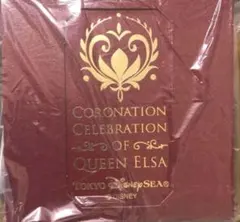 CORONATION
CELEBRATION
OF
QUEEN ELSA
TOKYO DISNEYSEA®
© DISNEY